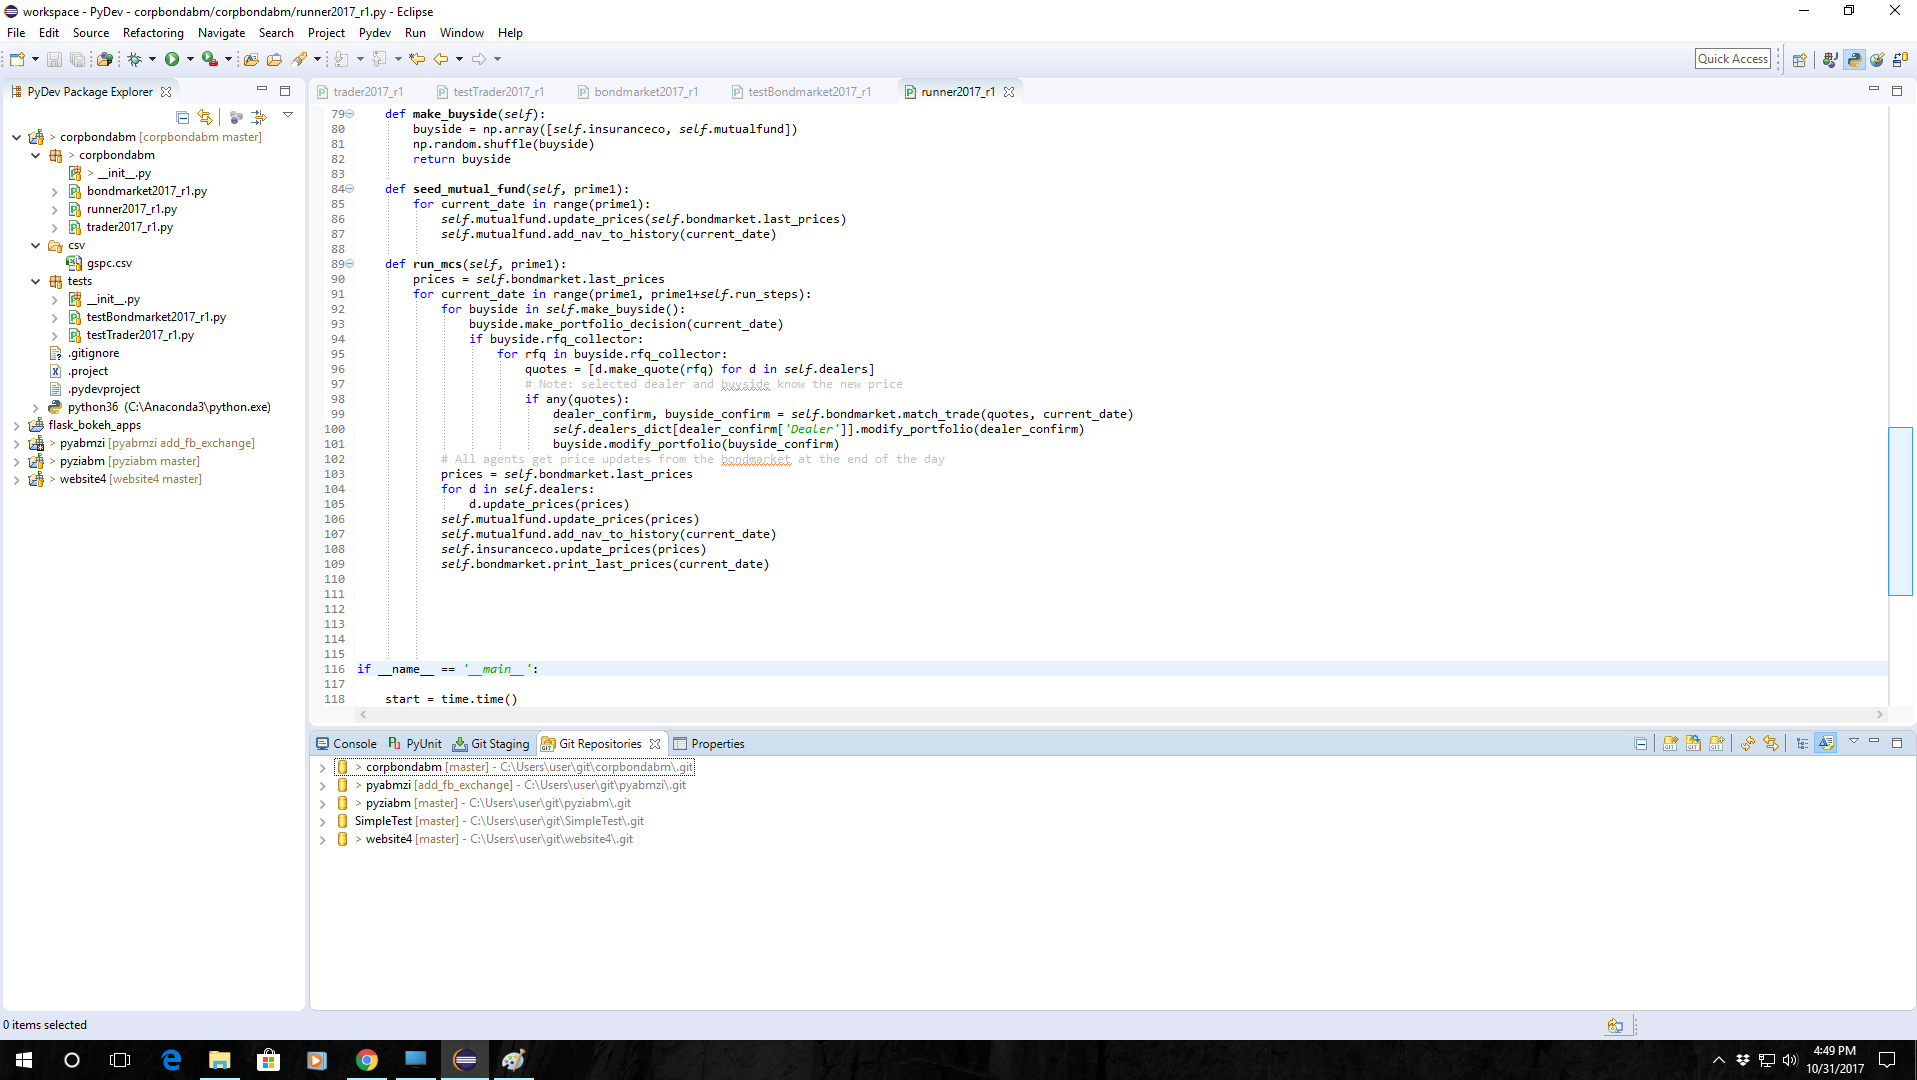 workspace - PyDev - corpbondabm/corpbondabm/runner2017_r1.py - Eclipse
File Edit Source Refactoring Navigate Search Project Pydev Run Window Help
Quick Access
PyDev Package Explorer
> corpbondabm [corpbondabm master]
> corpbondabm
> __init__.py
bondmarket2017_r1.py
runner2017_r1.py
trader2017_r1.py
csv
gspc.csv
tests
__init__.py
testBondmarket2017_r1.py
testTrader2017_r1.py
.gitignore
.project
.pydevproject
python36 (C:\Anaconda3\python.exe)
flask_bokeh_apps
> pyabmzi [pyabmzi add_fb_exchange]
> pyziabm [pyziabm master]
> website4 [website4 master]
trader2017_r1 testTrader2017_r1 bondmarket2017_r1 testBondmarket2017_r1 runner2017_r1
79 def make_buyside(self):
80 buyside = np.array([self.insuranceco, self.mutualfund])
81 np.random.shuffle(buyside)
82 return buyside
83
84 def seed_mutual_fund(self, prime1):
85 for current_date in range(prime1):
86 self.mutualfund.update_prices(self.bondmarket.last_prices)
87 self.mutualfund.add_nav_to_history(current_date)
88
89 def run_mcs(self, prime1):
90 prices = self.bondmarket.last_prices
91 for current_date in range(prime1, prime1+self.run_steps):
92 for buyside in self.make_buyside():
93 buyside.make_portfolio_decision(current_date)
94 if buyside.rfq_collector:
95 for rfq in buyside.rfq_collector:
96 quotes = [d.make_quote(rfq) for d in self.dealers]
97 # Note: selected dealer and buyside know the new price
98 if any(quotes):
99 dealer_confirm, buyside_confirm = self.bondmarket.match_trade(quotes, current_date)
100 self.dealers_dict[dealer_confirm['Dealer']].modify_portfolio(dealer_confirm)
101 buyside.modify_portfolio(buyside_confirm)
102 # All agents get price updates from the bondmarket at the end of the day
103 prices = self.bondmarket.last_prices
104 for d in self.dealers:
105 d.update_prices(prices)
106 self.mutualfund.update_prices(prices)
107 self.mutualfund.add_nav_to_history(current_date)
108 self.insuranceco.update_prices(prices)
109 self.bondmarket.print_last_prices(current_date)
110
111
112
113
114
115
116 if __name__ == '__main__':
117
118 start = time.time()
Console PyUnit Git Staging Git Repositories Properties
> corpbondabm [master] - C:\Users\user\git\corpbondabm\.git
> pyabmzi [add_fb_exchange] - C:\Users\user\git\pyabmzi\.git
> pyziabm [master] - C:\Users\user\git\pyziabm\.git
SimpleTest [master] - C:\Users\user\git\SimpleTest\.git
> website4 [master] - C:\Users\user\git\website4\.git
0 items selected
4:49 PM
10/31/2017